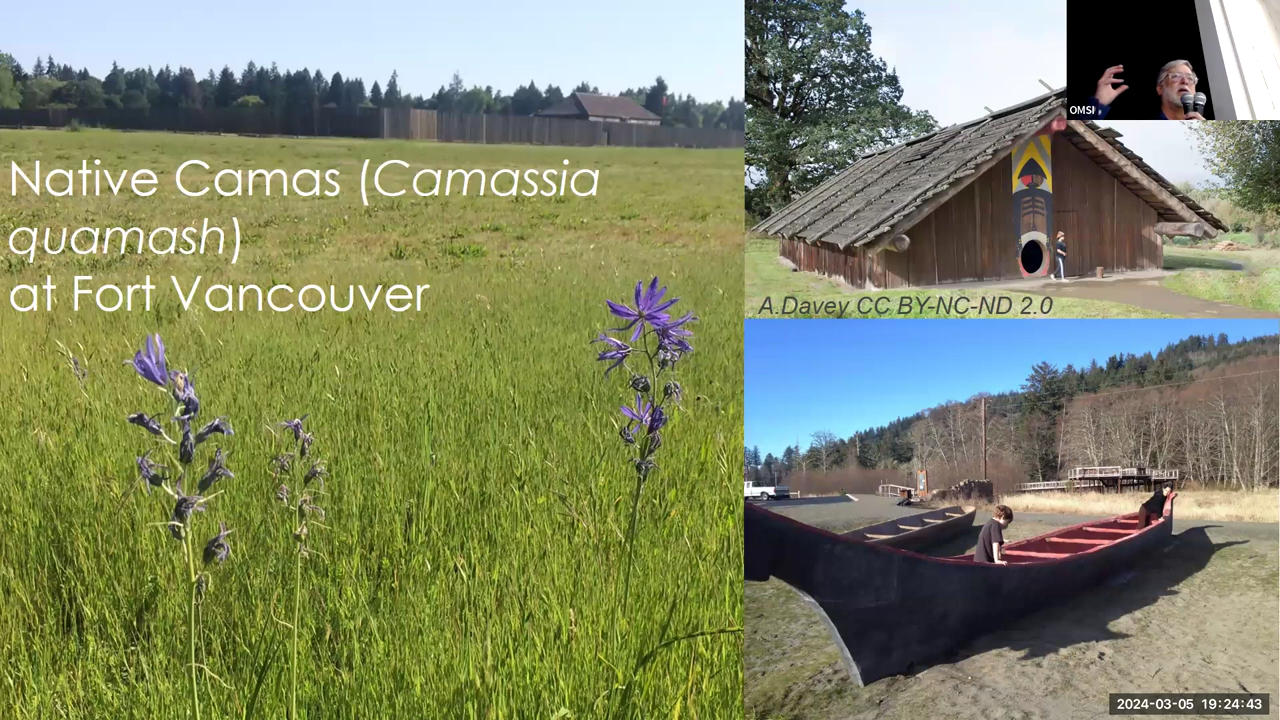 Native Camas (Camassia
quamash)
at Fort Vancouver
OMSI
A.Davey CC BY-NC-ND 2.0
2024-03-05 19:24:43